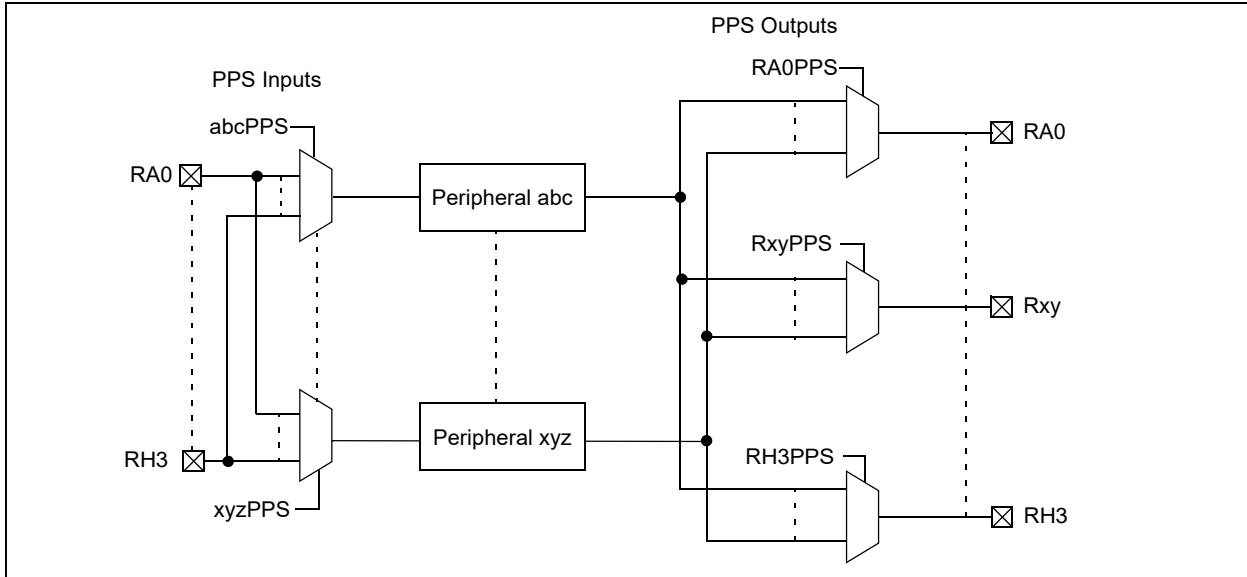 PPS Outputs
RA0PPS
PPS Inputs
abcPPS
RA0
RA0
Peripheral abc
RxyPPS
Rxy
Peripheral xyz
RH3
RH3PPS
xyzPPS
RH3